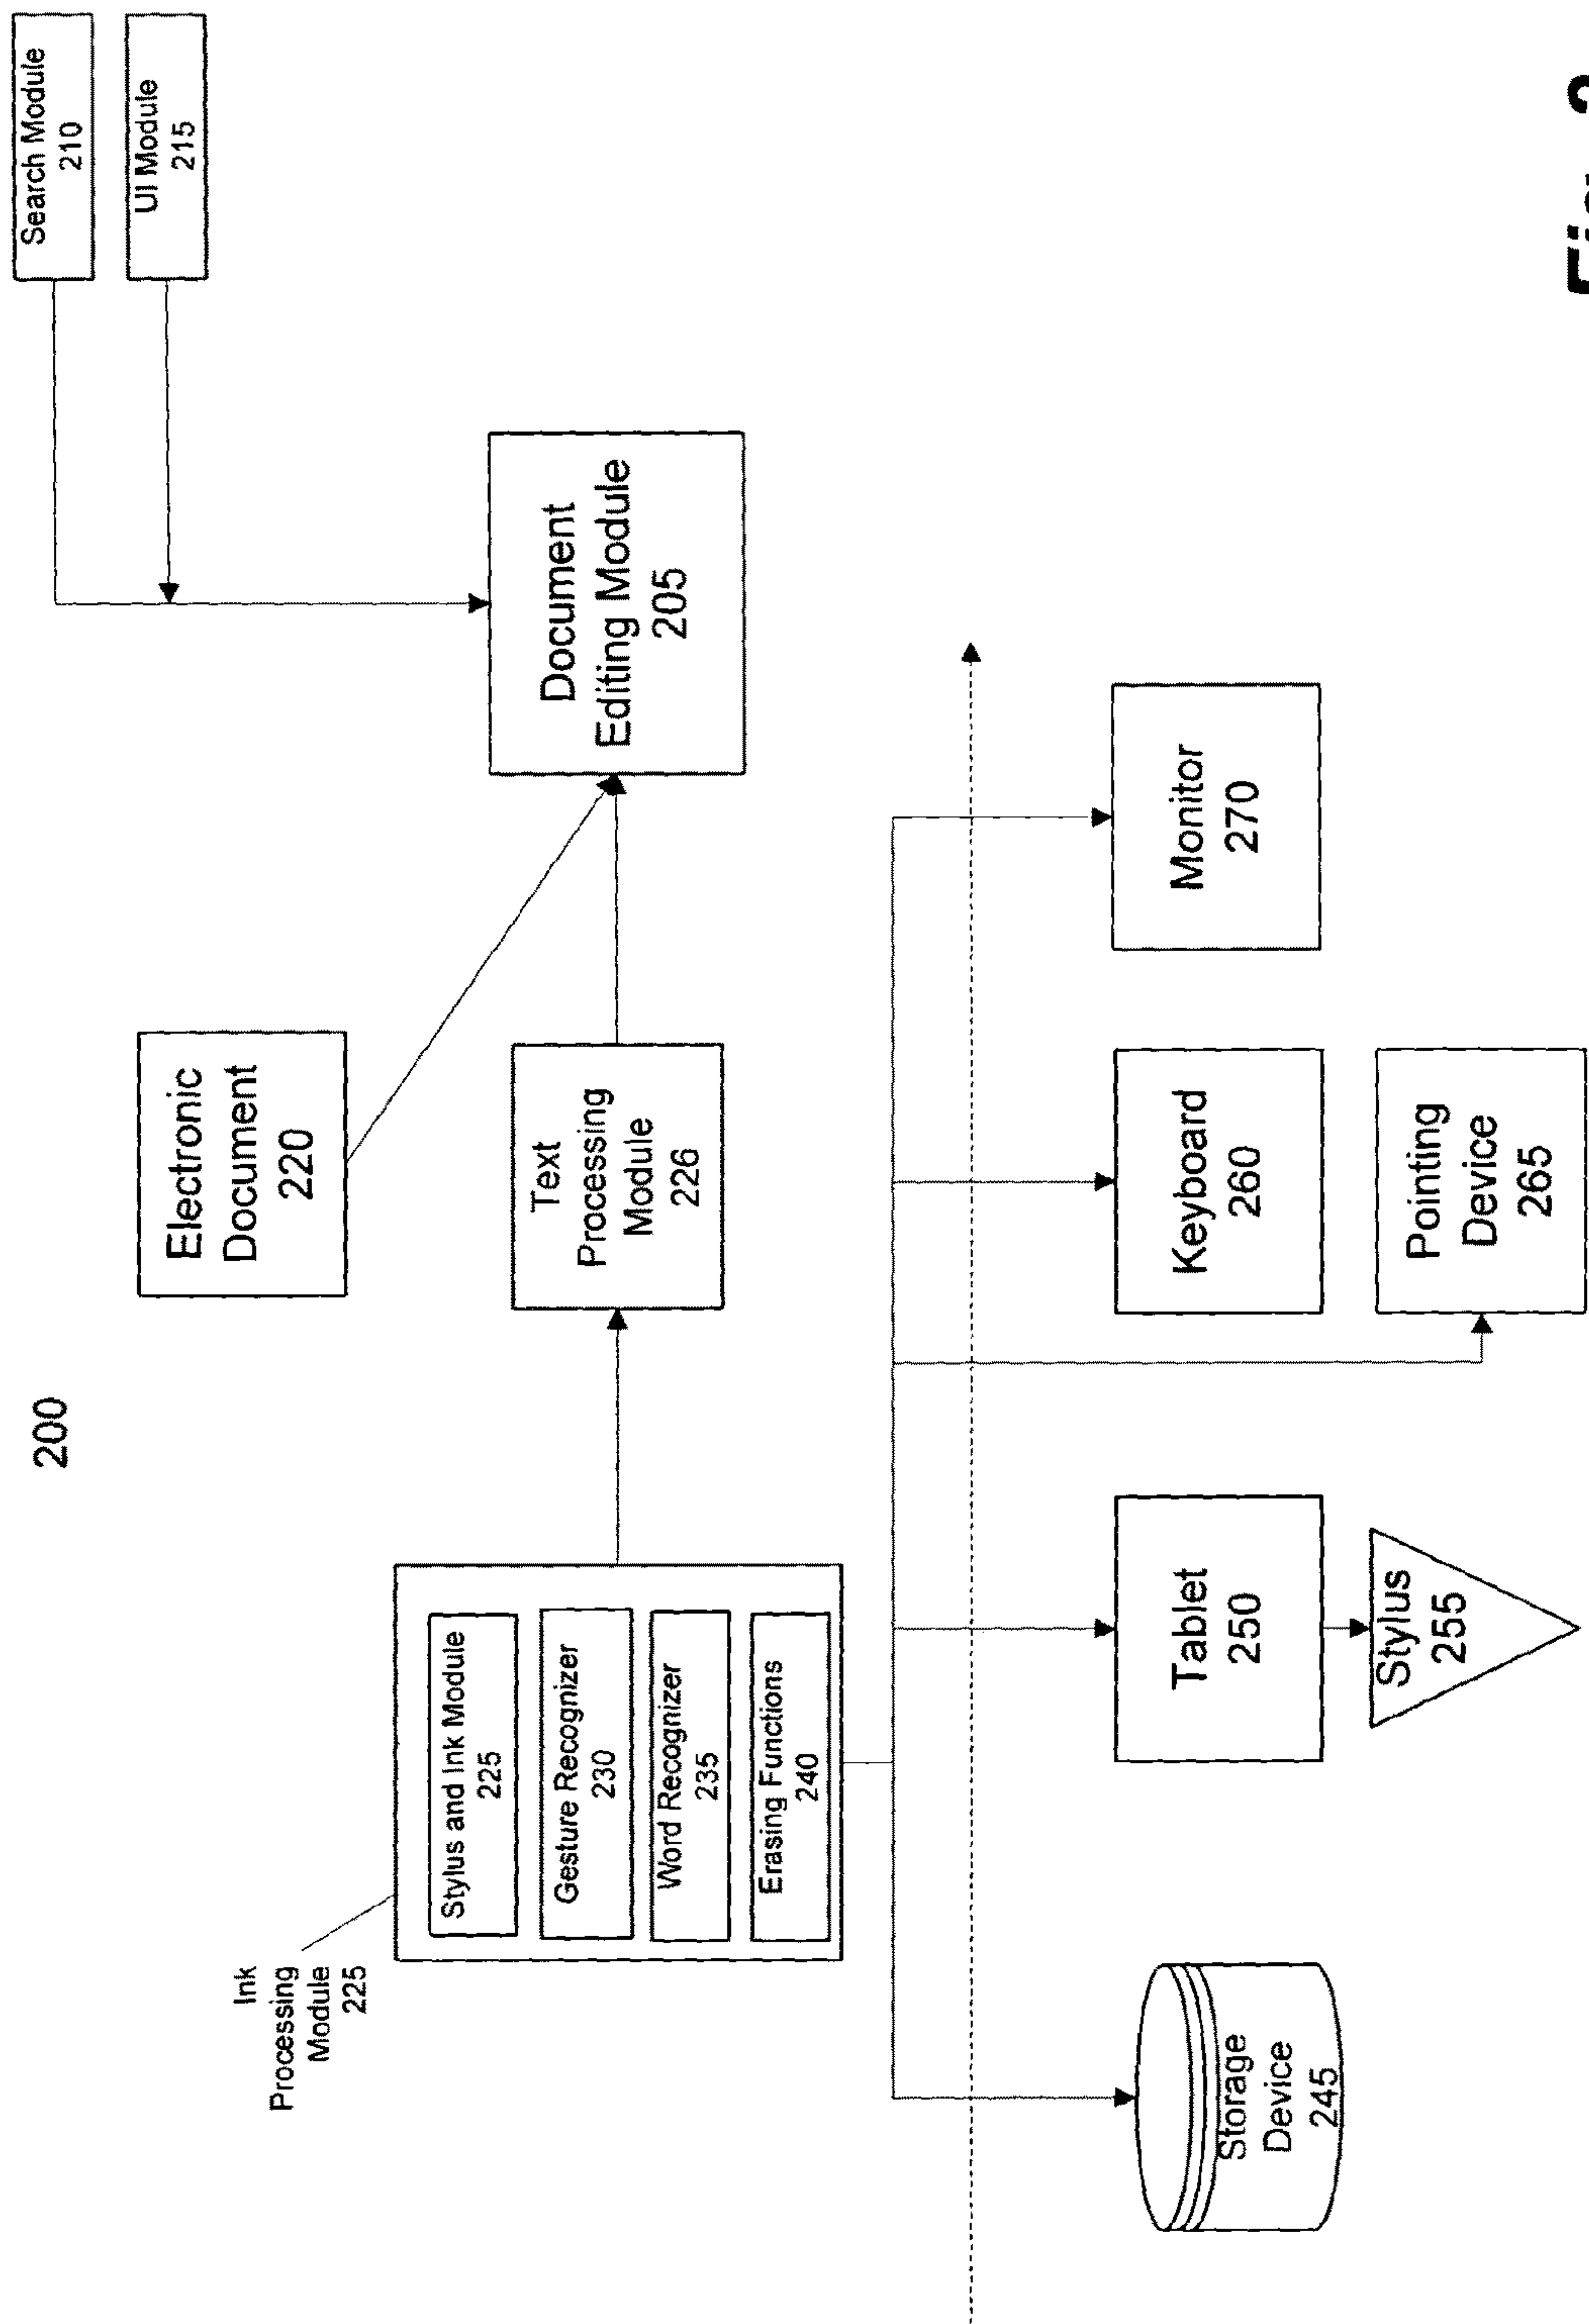 200
Search Module
210
UI Module
215
Electronic
Document
220
Ink
Processing
Module
225
Stylus and Ink Module
225
Gesture Recognizer
230
Word Recognizer
235
Erasing Functions
240
Text
Processing
Module
226
Document
Editing Module
205
Storage
Device
245
Tablet
250
Stylus
255
Keyboard
260
Pointing
Device
265
Monitor
270
Fig. 2